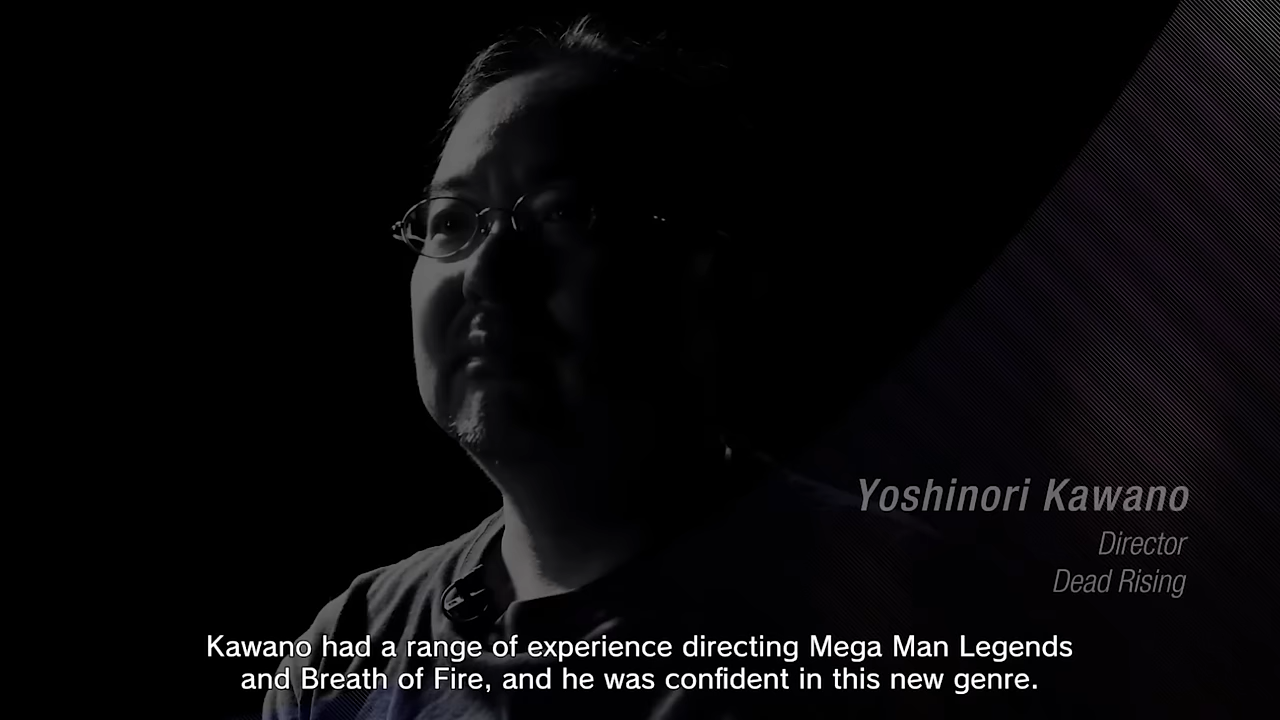 Yoshinori Kawano
Director
Dead Rising
Kawano had a range of experience directing Mega Man Legends
and Breath of Fire, and he was confident in this new genre.